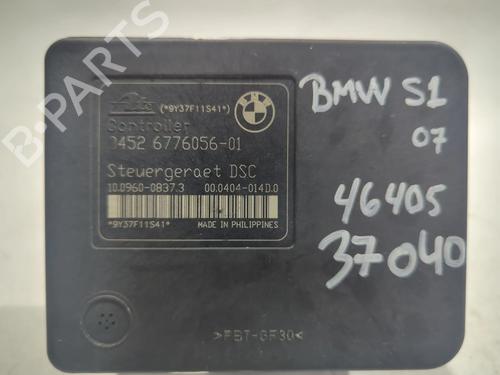 Ate (*9Y37F11S41*)
Controller
3452 6776056-01
Steuergeraet DSC
10.0960-0837.3 00.0404-014D.0
*9Y37F11S41* MADE IN PHILIPPINES
BMW S1
07
46405
37040
>PBT-GF30<